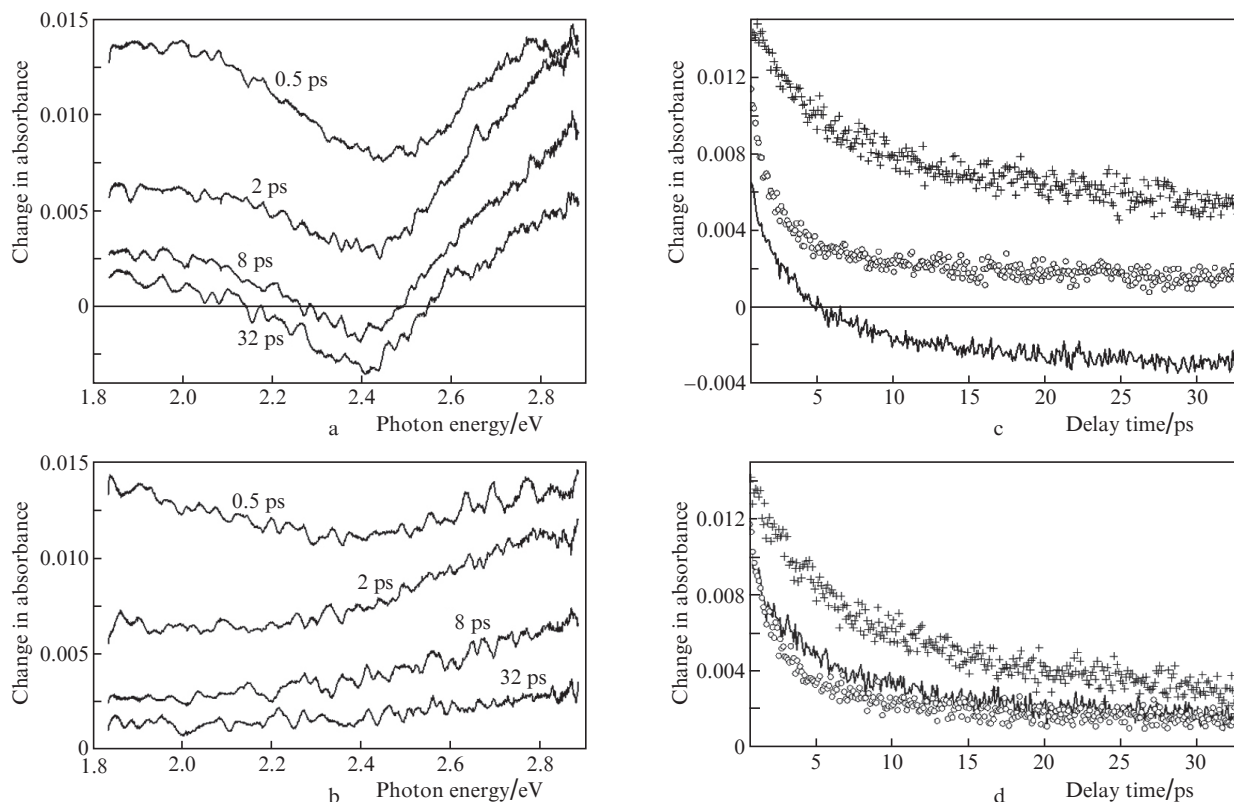 0.015
0.010
0.005
0
Change in absorbance
0.5 ps
2 ps
8 ps
32 ps
1.8 2.0 2.2 2.4 2.6 2.8
Photon energy/eV
a
0.012
0.008
0.004
0
−0.004
Change in absorbance
5 10 15 20 25 30
Delay time/ps
c
0.015
0.010
0.005
0
Change in absorbance
0.5 ps
2 ps
8 ps
32 ps
1.8 2.0 2.2 2.4 2.6 2.8
Photon energy/eV
b
0.012
0.008
0.004
0
Change in absorbance
5 10 15 20 25 30
Delay time/ps
d